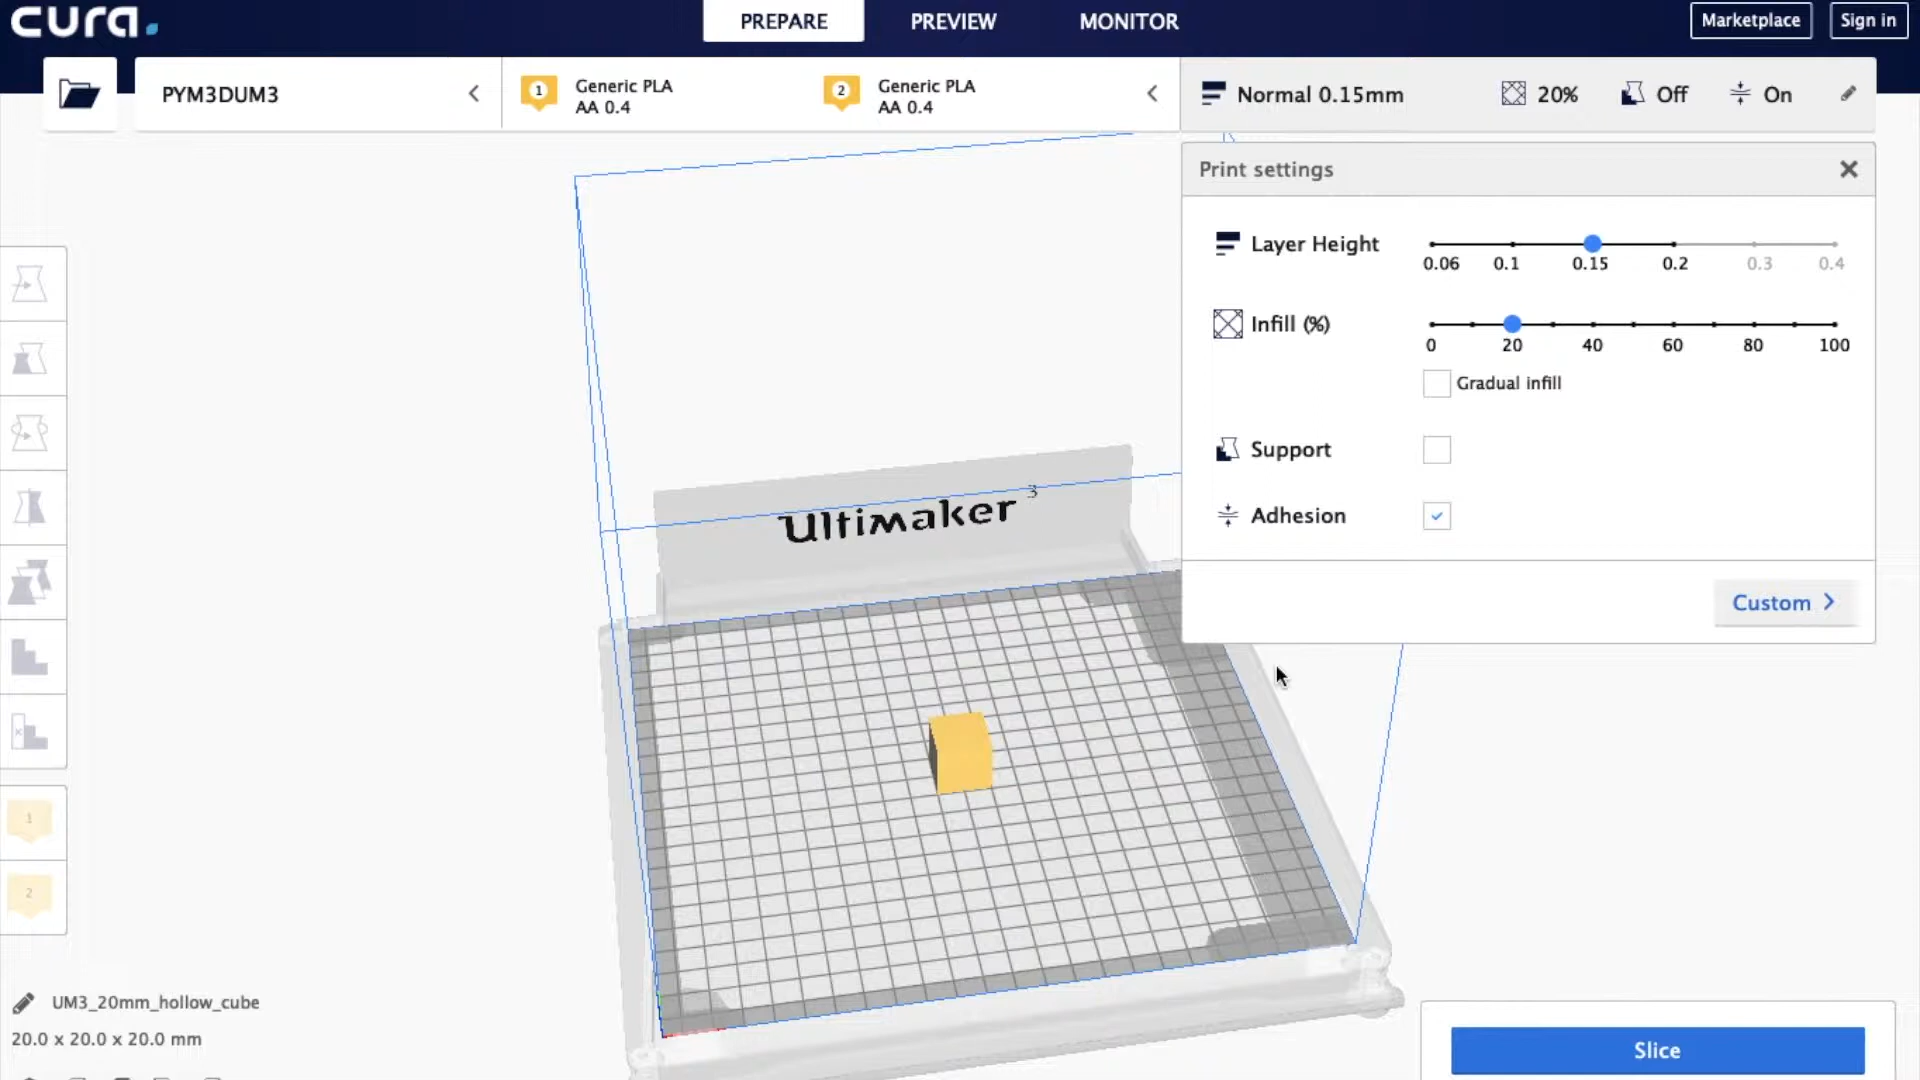 cura.
PREPARE
PREVIEW
MONITOR
Marketplace
Sign in
PYM3DUM3
1
Generic PLA
AA 0.4
2
Generic PLA
AA 0.4
Normal 0.15mm
20%
Off
On
Print settings
Layer Height
0.06 0.1 0.15 0.2 0.3 0.4
Infill (%)
0 20 40 60 80 100
Gradual infill
Support
Adhesion
Custom
Ultimaker 3
1
2
UM3_20mm_hollow_cube
20.0 x 20.0 x 20.0 mm
Slice